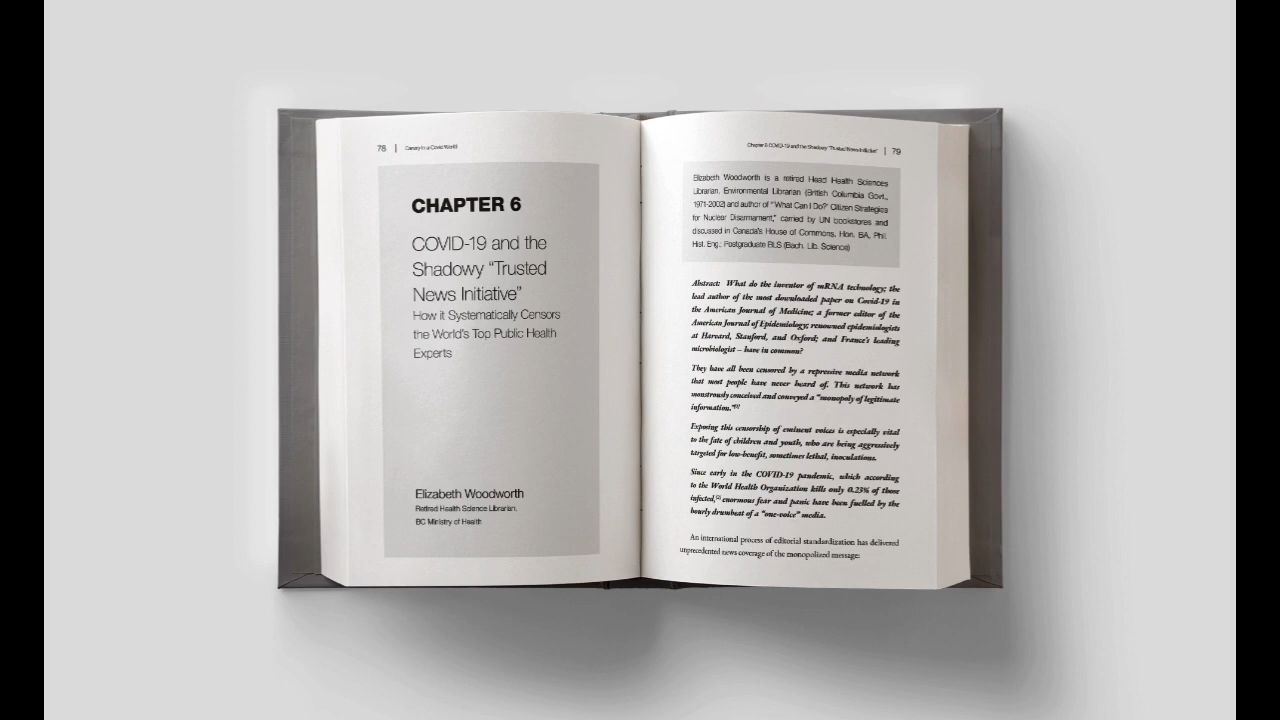 78 | Canary In a Covid World
CHAPTER 6
COVID-19 and the
Shadowy “Trusted
News Initiative”
How it Systematically Censors
the World’s Top Public Health
Experts
Elizabeth Woodworth
Retired Health Science Librarian,
BC Ministry of Health
Chapter 6 COVID-19 and the Shadowy “Trusted News Initiative” | 79
Elizabeth Woodworth is a retired Head Health Sciences
Librarian, Environmental Librarian (British Columbia Govt.,
1971-2002) and author of “‘What Can I Do?’ Citizen Strategies
for Nuclear Disarmament,” carried by UN bookstores and
discussed in Canada’s House of Commons. Hon. BA, Phil.
Hist. Eng.; Postgraduate BLS (Bach. Lib. Science)
Abstract: What do the inventor of mRNA technology; the
lead author of the most downloaded paper on Covid-19 in
the American Journal of Medicine; a former editor of the
American Journal of Epidemiology; renowned epidemiologists
at Harvard, Stanford, and Oxford; and France’s leading
microbiologist – have in common?
They have all been censored by a repressive media network
that most people have never heard of. This network has
monstrously conceived and conveyed a “monopoly of legitimate
information.”[1]
Exposing this censorship of eminent voices is especially vital
to the fate of children and youth, who are being aggressively
targeted for low-benefit, sometimes lethal, inoculations.
Since early in the COVID-19 pandemic, which according
to the World Health Organization kills only 0.23% of those
infected,[2] enormous fear and panic have been fuelled by the
hourly drumbeat of a “one-voice” media.
An international process of editorial standardization has delivered
unprecedented news coverage of the monopolized message: